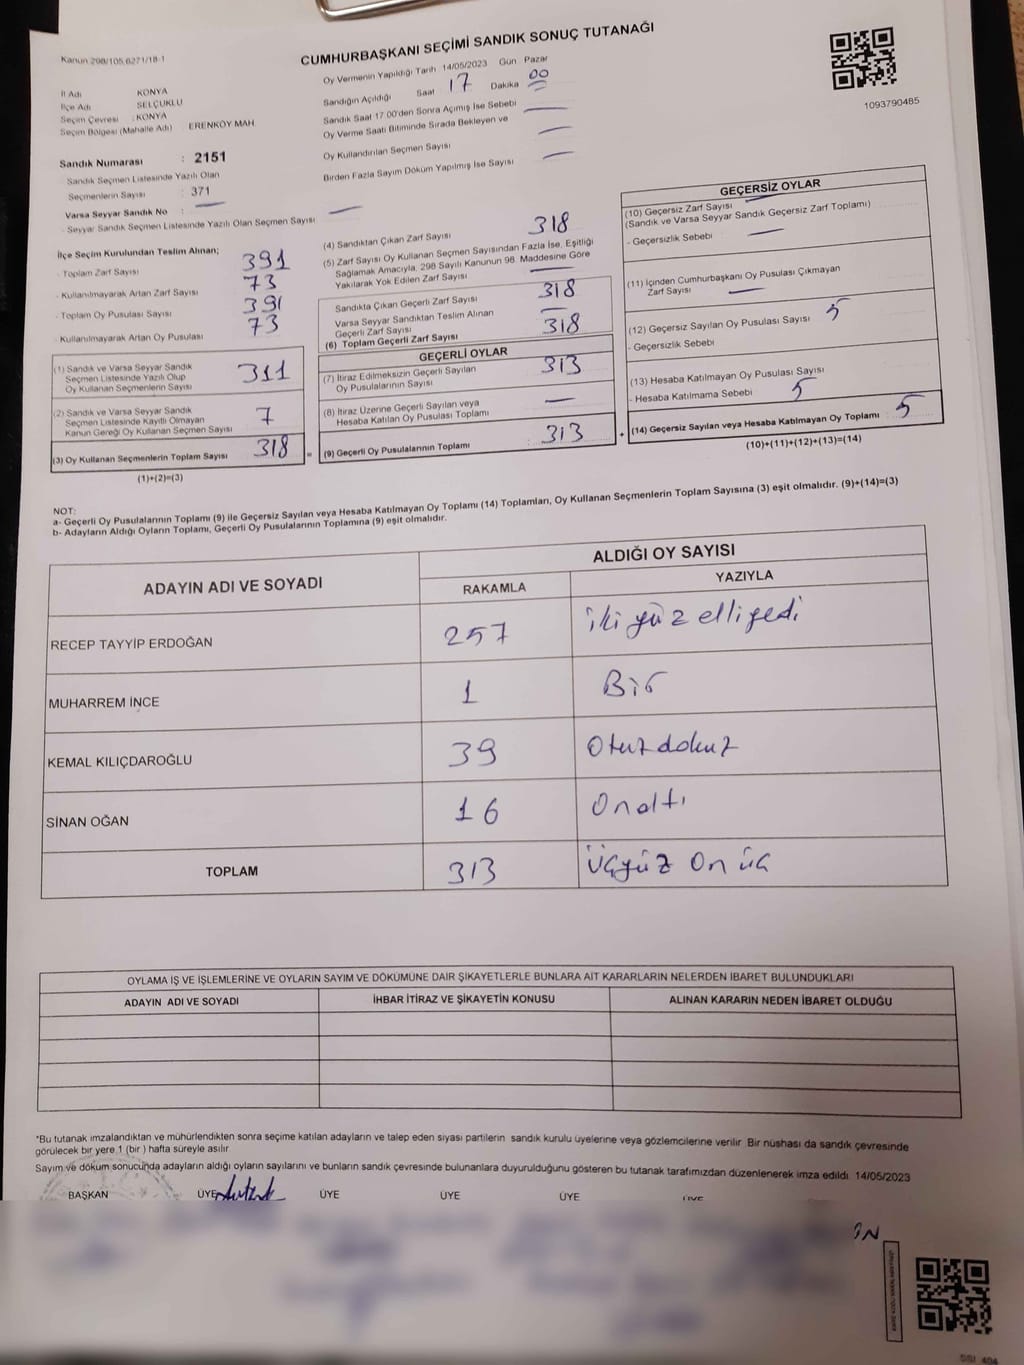 Kanun 298/105,6271/18-1
CUMHURBAŞKANI SEÇİMİ SANDIK SONUÇ TUTANAĞI
İl Adı KONYA
İlçe Adı SELÇUKLU
Seçim Çevresi : KONYA
Seçim Bölgesi (Mahalle Adı) ERENKÖY MAH.
Sandık Numarası : 2151
Sandık Seçmen Listesinde Yazılı Olan
Seçmenlerin Sayısı : 371
Varsa Seyyar Sandık No : —
- Seyyar Sandık Seçmen Listesinde Yazılı Olan Seçmen Sayısı —
Oy Vermenin Yapıldığı Tarih 14/05/2023 Gün Pazar
Sandığın Açıldığı Saat 17 Dakika 00
Sandık Saat 17.00'den Sonra Açılmış İse Sebebi —
Oy Verme Saati Bitiminde Sırada Bekleyen ve
Oy Kullandırılan Seçmen Sayısı —
Birden Fazla Sayım Döküm Yapılmış İse Sayısı —
1093790485
İlçe Seçim Kurulundan Teslim Alınan;
- Toplam Zarf Sayısı 391
- Kullanılmayarak Artan Zarf Sayısı 73
- Toplam Oy Pusulası Sayısı 391
- Kullanılmayarak Artan Oy Pusulası 73
(1) Sandık ve Varsa Seyyar Sandık
Seçmen Listesinde Yazılı Olup
Oy Kullanan Seçmenlerin Sayısı 311
(2) Sandık ve Varsa Seyyar Sandık
Seçmen Listesinde Kayıtlı Olmayan
Kanun Gereği Oy Kullanan Seçmen Sayısı 7
(3) Oy Kullanan Seçmenlerin Toplam Sayısı 318
(1)+(2)=(3)
(4) Sandıktan Çıkan Zarf Sayısı 318
(5) Zarf Sayısı Oy Kullanan Seçmen Sayısından Fazla İse, Eşitliği
Sağlamak Amacıyla, 298 Sayılı Kanunun 98. Maddesine Göre
Yakılarak Yok Edilen Zarf Sayısı —
Sandıkta Çıkan Geçerli Zarf Sayısı 318
Varsa Seyyar Sandıktan Teslim Alınan
Geçerli Zarf Sayısı —
(6) Toplam Geçerli Zarf Sayısı 318
GEÇERLİ OYLAR
(7) İtiraz Edilmeksizin Geçerli Sayılan
Oy Pusulalarının Sayısı 313
(8) İtiraz Üzerine Geçerli Sayılan veya
Hesaba Katılan Oy Pusulası Toplamı —
(9) Geçerli Oy Pusulalarının Toplamı : 313
GEÇERSİZ OYLAR
(10) Geçersiz Zarf Sayısı —
(Sandık ve Varsa Seyyar Sandık Geçersiz Zarf Toplamı)
- Geçersizlik Sebebi —
(11) İçinden Cumhurbaşkanı Oy Pusulası Çıkmayan
Zarf Sayısı —
(12) Geçersiz Sayılan Oy Pusulası Sayısı 5
- Geçersizlik Sebebi
(13) Hesaba Katılmayan Oy Pusulası Sayısı
- Hesaba Katılmama Sebebi 5
(14) Geçersiz Sayılan veya Hesaba Katılmayan Oy Toplamı : 5
(10)+(11)+(12)+(13)=(14)
NOT:
a- Geçerli Oy Pusulalarının Toplamı (9) ile Geçersiz Sayılan veya Hesaba Katılmayan Oy Toplamı (14) Toplamları, Oy Kullanan Seçmenlerin Toplam Sayısına (3) eşit olmalıdır. (9)+(14)=(3)
b- Adayların Aldığı Oyların Toplamı, Geçerli Oy Pusulalarının Toplamına (9) eşit olmalıdır.
ADAYIN ADI VE SOYADI ALDIĞI OY SAYISI
RAKAMLA YAZIYLA
RECEP TAYYİP ERDOĞAN 257 iki yüz elli yedi
MUHARREM İNCE 1 Bir
KEMAL KILIÇDAROĞLU 39 Otuz dokuz
SİNAN OĞAN 16 Onaltı
TOPLAM 313 Üçyüz On üç
OYLAMA İŞ VE İŞLEMLERİNE VE OYLARIN SAYIM VE DÖKÜMÜNE DAİR ŞİKAYETLERLE BUNLARA AİT KARARLARIN NELERDEN İBARET BULUNDUKLARI
ADAYIN ADI VE SOYADI İHBAR İTİRAZ VE ŞİKAYETİN KONUSU ALINAN KARARIN NEDEN İBARET OLDUĞU
*Bu tutanak imzalandıktan ve mühürlendikten sonra seçime katılan adayların ve talep eden siyasi partilerin sandık kurulu üyelerine veya gözlemcilerine verilir. Bir nüshası da sandık çevresinde
görülecek bir yere 1 (bir) hafta süreyle asılır.
Sayım ve döküm sonucunda adayların aldığı oyların sayılarını ve bunların sandık çevresinde bulunanlara duyurulduğunu gösteren bu tutanak tarafımızdan düzenlenerek imza edildi. 14/05/2023
BAŞKAN ÜYE ÜYE ÜYE ÜYE ÜYE